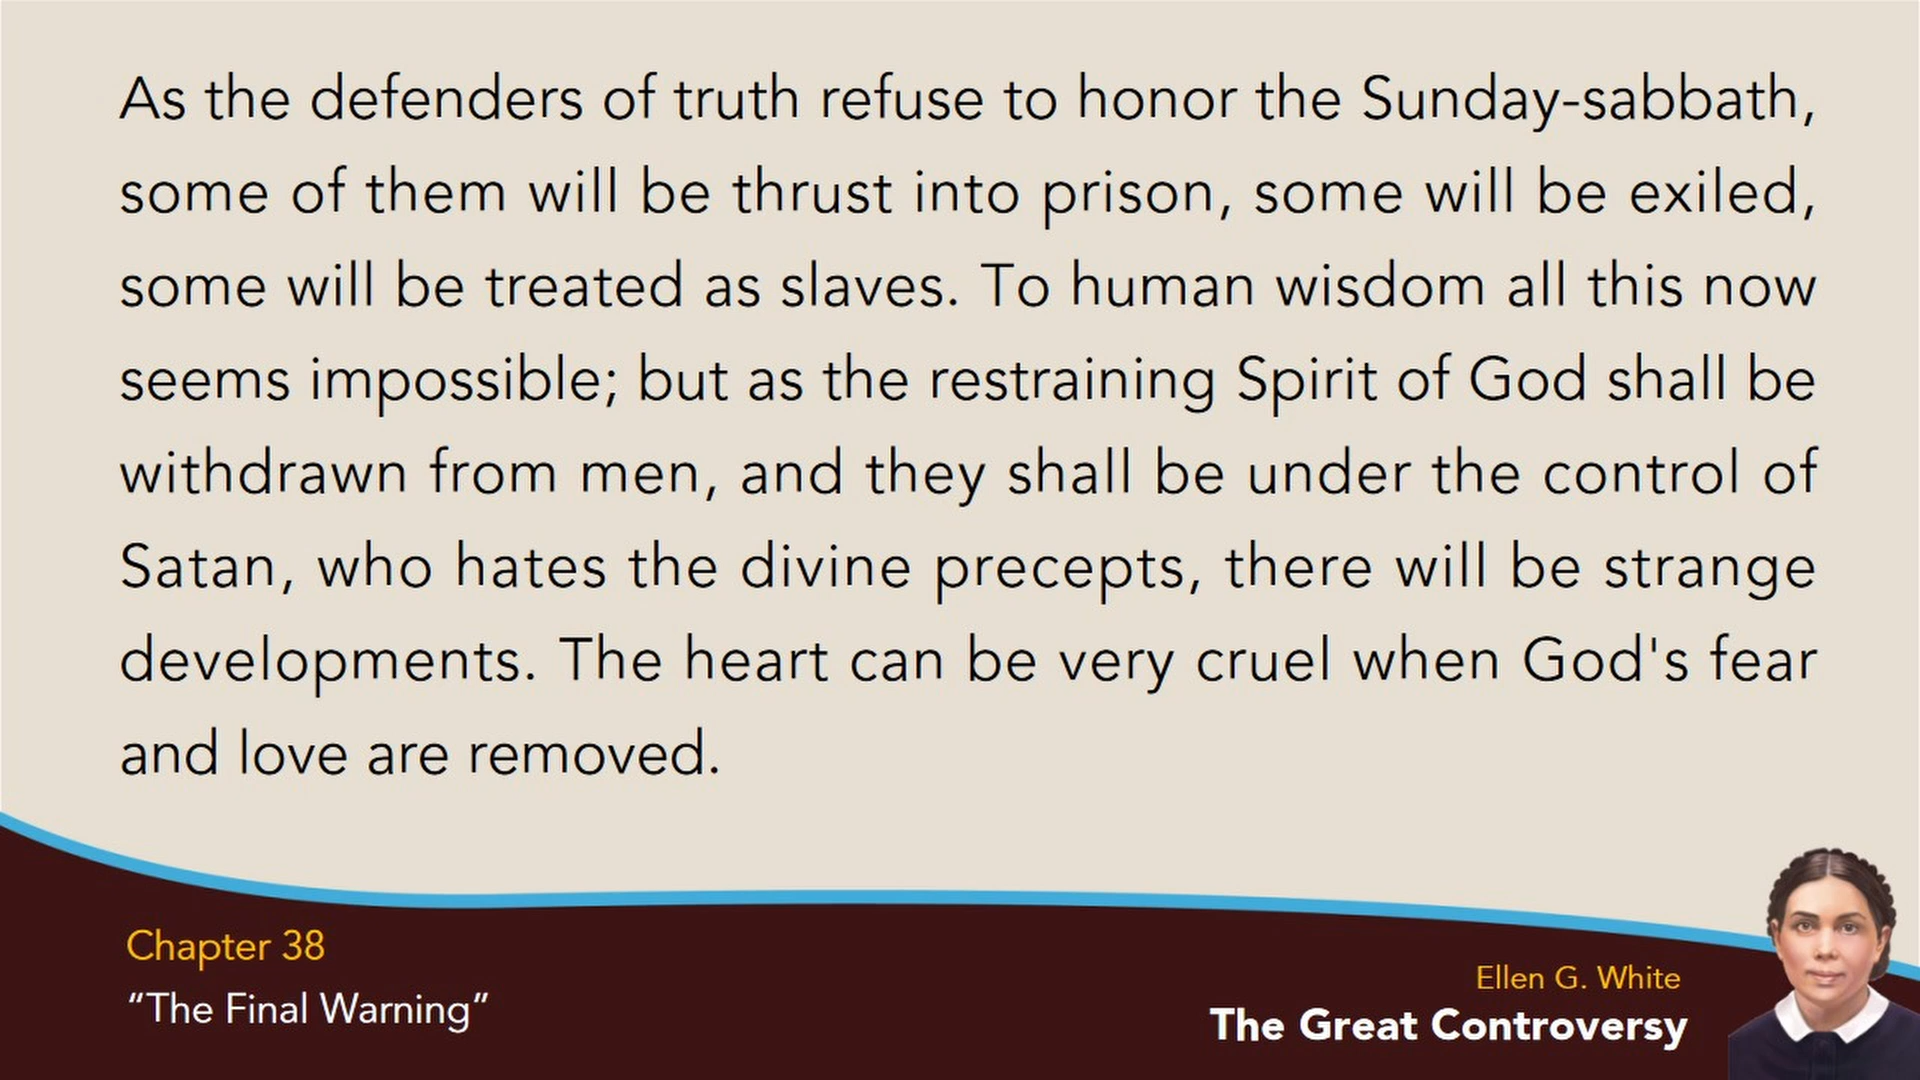 As the defenders of truth refuse to honor the Sunday-sabbath,
some of them will be thrust into prison, some will be exiled,
some will be treated as slaves. To human wisdom all this now
seems impossible; but as the restraining Spirit of God shall be
withdrawn from men, and they shall be under the control of
Satan, who hates the divine precepts, there will be strange
developments. The heart can be very cruel when God's fear
and love are removed.
Chapter 38
“The Final Warning”
Ellen G. White
The Great Controversy